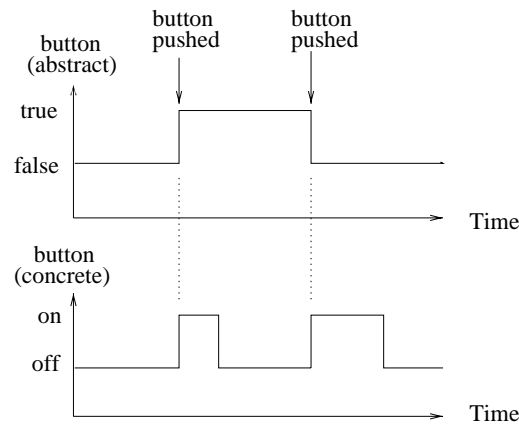 button
pushed
button
pushed
button
(abstract)
true
false
Time
button
(concrete)
on
off
Time